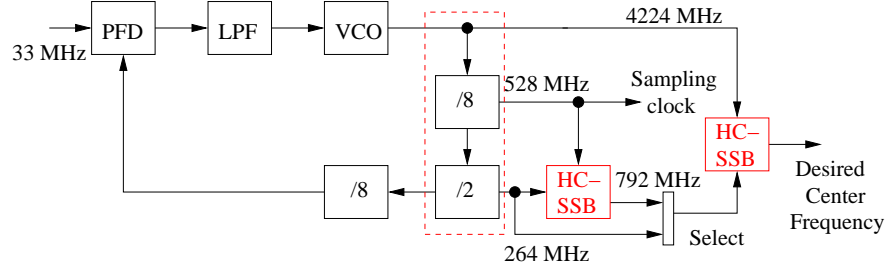 33 MHz
PFD
LPF
VCO
4224 MHz
/8
528 MHz
Sampling
clock
HC–
SSB
/8
/2
HC–
SSB
792 MHz
264 MHz
Select
Desired
Center
Frequency